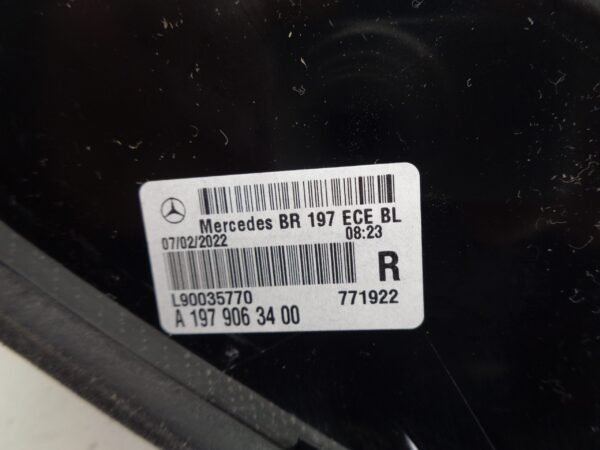 Mercedes BR 197 ECE BL
07/02/2022 08:23
R
L90035770 771922
A 197 906 34 00